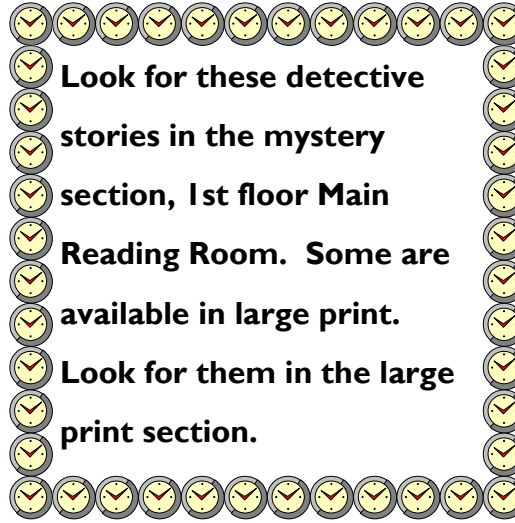 Look for these detective
stories in the mystery
section, 1st floor Main
Reading Room.  Some are
available in large print.
Look for them in the large
print section.